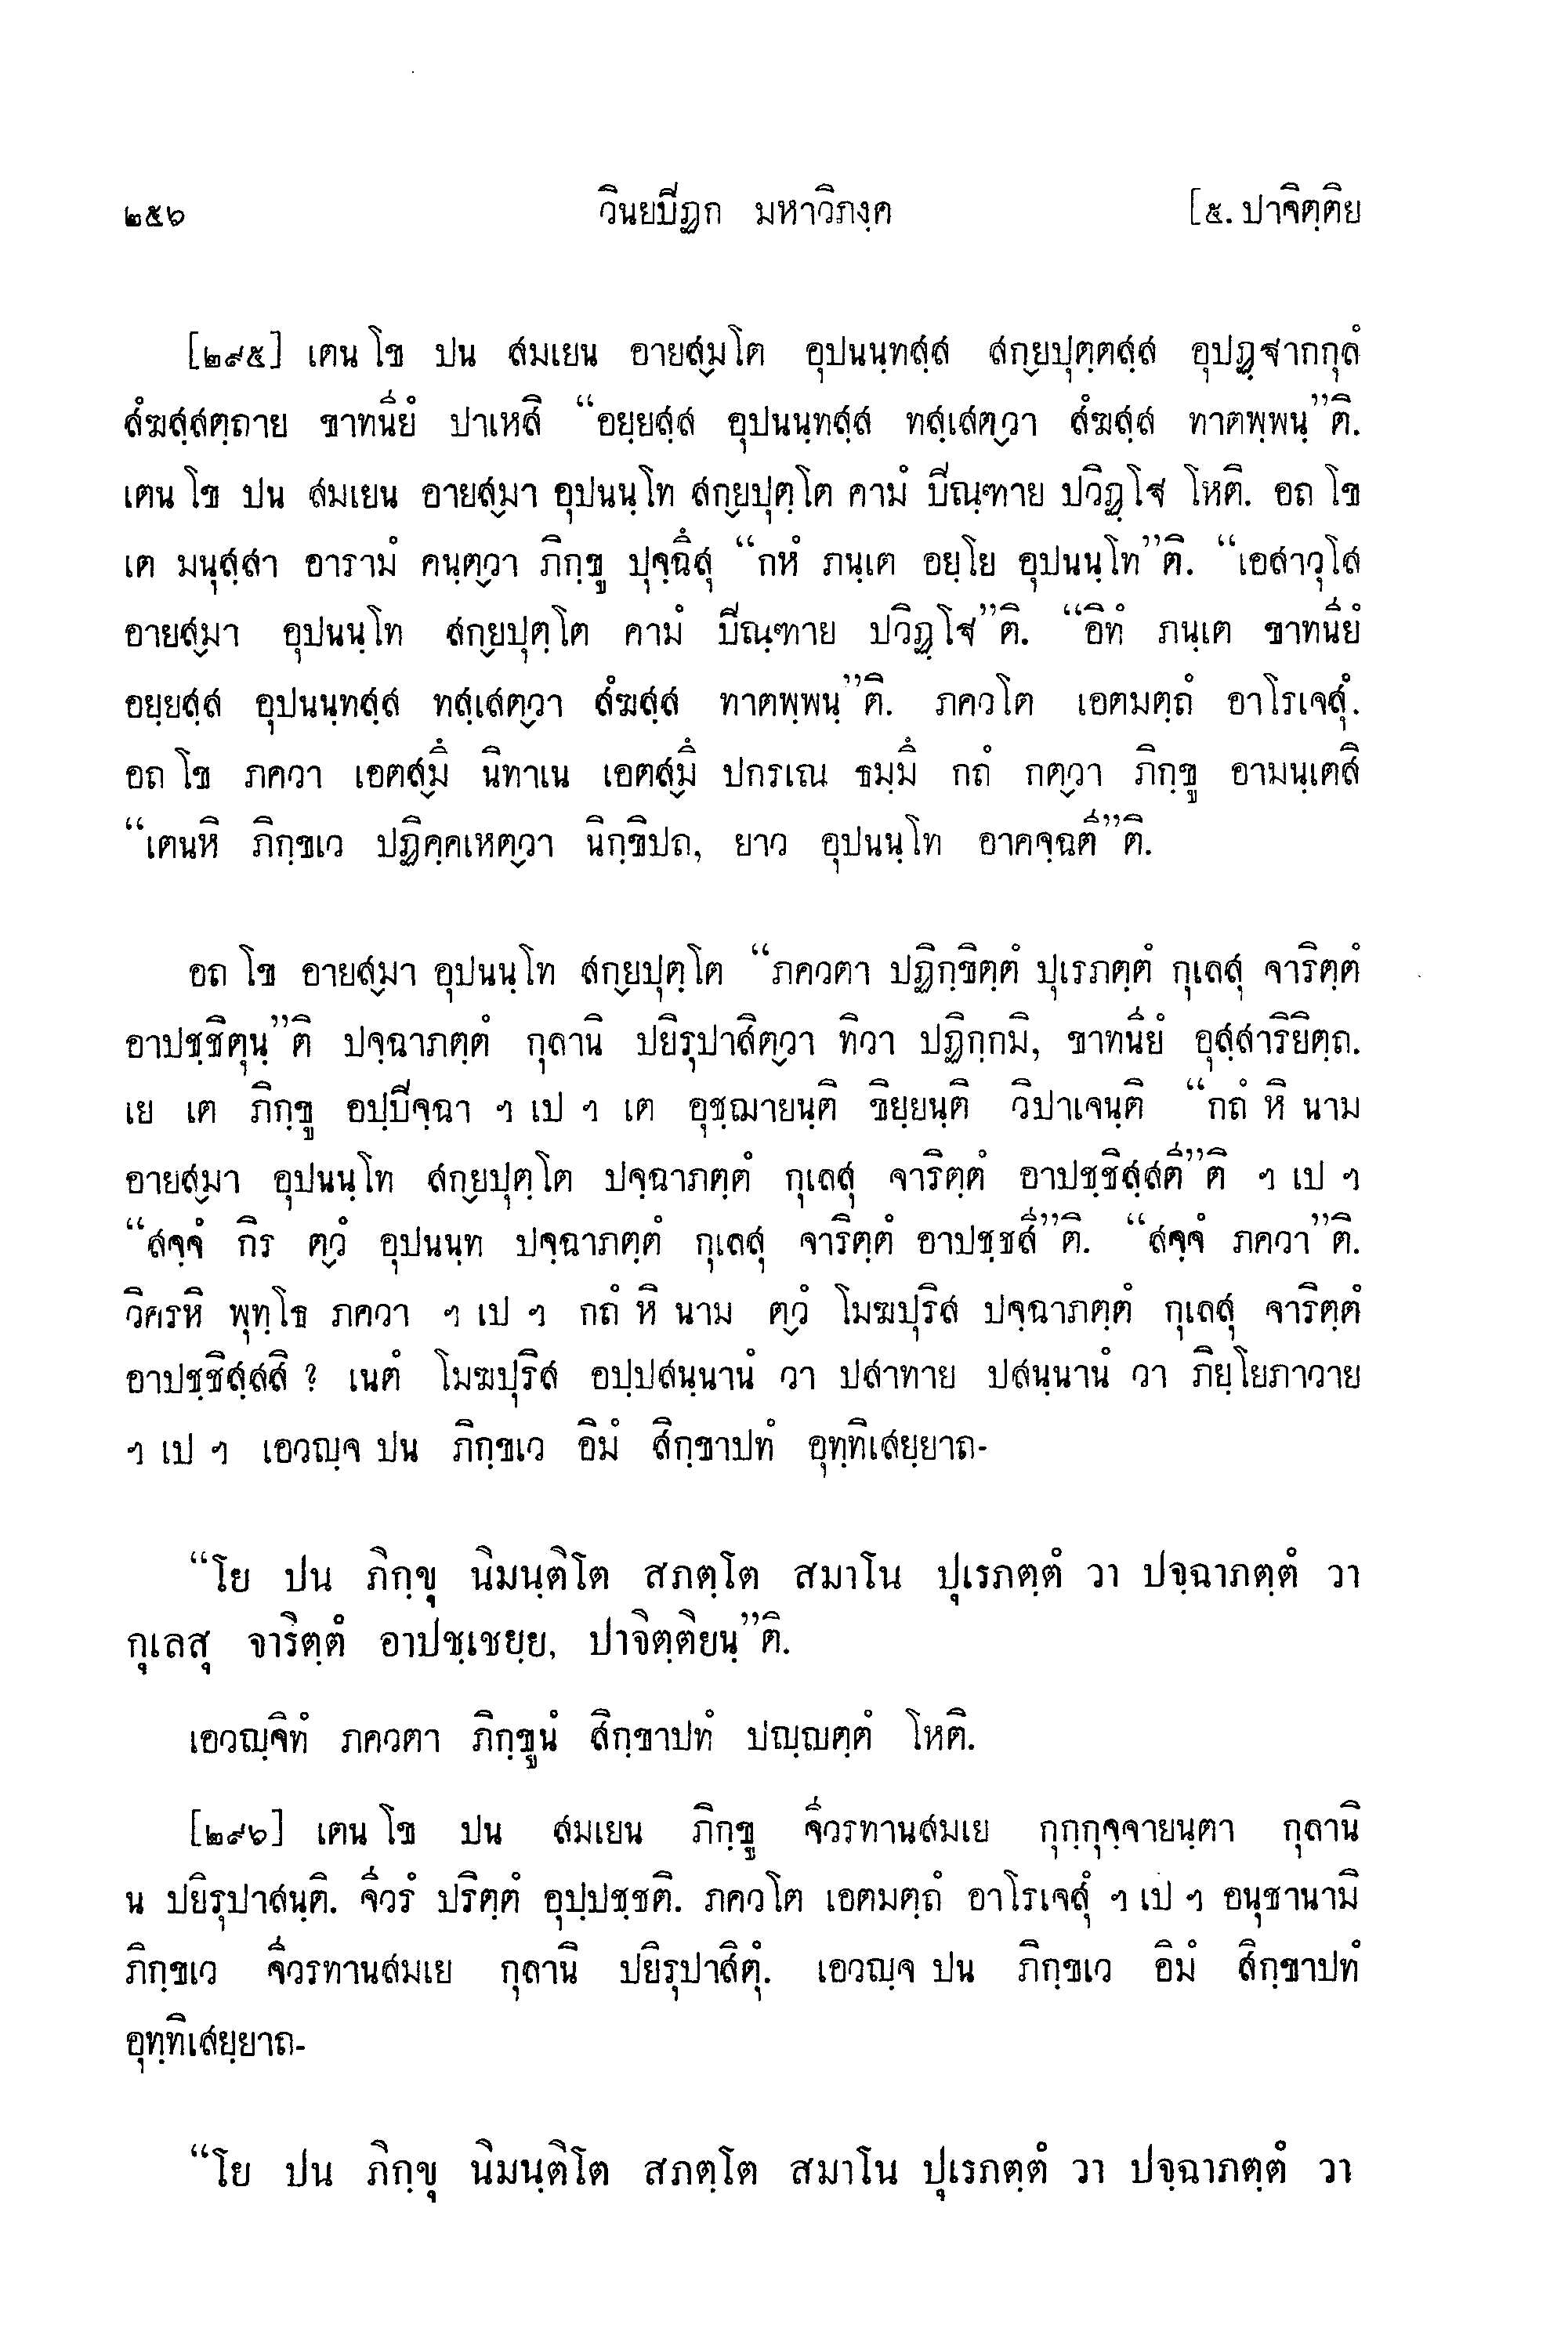 ๒๕๖ วินยปีฏก มหาวิภงฺค [๕. ปาจิตฺติย
[๒๙๕] เตน โข ปน สมเยน อายสฺมโต อุปนนฺทสฺส สกฺยปุตฺตสฺส อุปฏฺฐากกุลํ
สํฆสฺสตฺถาย ขาทนียํ ปาเหสิ “อยฺยสฺส อุปนนฺทสฺส ทสฺเสตฺวา สํฆสฺส ทาตพฺพนฺ”ติ.
เตน โข ปน สมเยน อายสฺมา อุปนนฺโท สกฺยปุตฺโต คามํ ปีณฺฑาย ปวิฏฺโฐ โหติ. อถ โข
เต มนุสฺสา อารามํ คนฺตฺวา ภิกฺขู ปุจฺฉึสุ “กหํ ภนฺเต อยฺโย อุปนนฺโท”ติ. “เอสาวุโส
อายสฺมา อุปนนฺโท สกฺยปุตฺโต คามํ ปีณฺฑาย ปวิฏฺโฐ”ติ. “อิทํ ภนฺเต ขาทนียํ
อยฺยสฺส อุปนนฺทสฺส ทสฺเสตฺวา สํฆสฺส ทาตพฺพนฺ”ติ. ภควโต เอตมตฺถํ อาโรเจสุํ.
อถ โข ภควา เอตสฺมึ นิทาเน เอตสฺมึ ปกรเณ ธมฺมึ กถํ กตฺวา ภิกฺขู อามนฺเตสิ
“เตนหิ ภิกฺขเว ปฏิคฺคเหตฺวา นิกฺขิปถ, ยาว อุปนนฺโท อาคจฺฉตี”ติ.
อถ โข อายสฺมา อุปนนฺโท สกฺยปุตฺโต “ภควตา ปฏิกฺขิตฺตํ ปุเรภตฺตํ กุเลสุ จาริตฺตํ
อาปชฺชิตุนฺ”ติ ปจฺฉาภตฺตํ กุลานิ ปยิรุปาสิตฺวา ทิวา ปฏิกฺกมิ, ขาทนียํ อุสฺสาริยิตฺถ.
เย เต ภิกฺขู อปฺปีจฺฉา ฯ เป ฯ เต อุชฺฌายนฺติ ขิยฺยนฺติ วิปาเจนฺติ “กถํ หิ นาม
อายสฺมา อุปนนฺโท สกฺยปุตฺโต ปจฺฉาภตฺตํ กุเลสุ จาริตฺตํ อาปชฺชิสฺสตี”ติ ฯ เป ฯ
“สจฺจํ กิร ตฺวํ อุปนนฺท ปจฺฉาภตฺตํ กุเลสุ จาริตฺตํ อาปชฺชสี”ติ. “สจฺจํ ภควา”ติ.
วิครหิ พุทฺโธ ภควา ฯ เป ฯ กถํ หิ นาม ตฺวํ โมฆปุริส ปจฺฉาภตฺตํ กุเลสุ จาริตฺตํ
อาปชฺชิสฺสสิ ? เนตํ โมฆปุริส อปฺปสนฺนานํ วา ปสาทาย ปสนฺนานํ วา ภิยฺโยภาวาย
ฯ เป ฯ เอวญฺจ ปน ภิกฺขเว อิมํ สิกฺขาปทํ อุทฺทิเสยฺยาถ-
“โย ปน ภิกฺขุ นิมนฺติโต สภตฺโต สมาโน ปุเรภตฺตํ วา ปจฺฉาภตฺตํ วา
กุเลสุ จาริตฺตํ อาปชฺเชยฺย, ปาจิตฺติยนฺ”ติ.
เอวญฺจิทํ ภควตา ภิกฺขูนํ สิกฺขาปทํ ปญฺญตฺตํ โหติ.
[๒๙๖] เตน โข ปน สมเยน ภิกฺขู จีวรทานสมเย กุกฺกุจฺจายนฺตา กุลานิ
น ปยิรุปาสนฺติ. จีวรํ ปริตฺตํ อุปฺปชฺชติ. ภควโต เอตมตฺถํ อาโรเจสุํ ฯ เป ฯ อนุชานามิ
ภิกฺขเว จีวรทานสมเย กุลานิ ปยิรุปาสิตุํ. เอวญฺจ ปน ภิกฺขเว อิมํ สิกฺขาปทํ
อุทฺทิเสยฺยาถ-
“โย ปน ภิกฺขุ นิมนฺติโต สภตฺโต สมาโน ปุเรภตฺตํ วา ปจฺฉาภตฺตํ วา